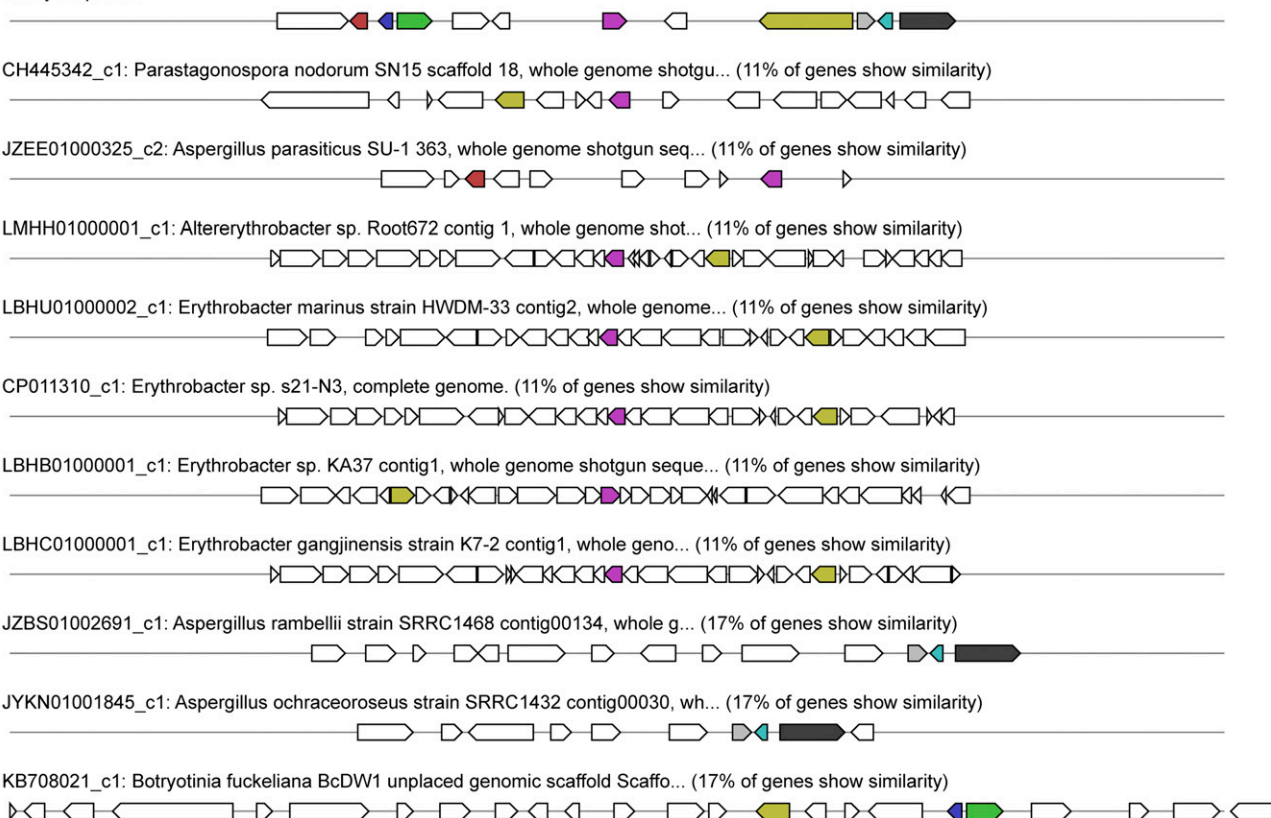 CH445342_c1: Parastagonospora nodorum SN15 scaffold 18, whole genome shotgu... (11% of genes show similarity)
JZEE01000325_c2: Aspergillus parasiticus SU-1 363, whole genome shotgun seq... (11% of genes show similarity)
LMHH01000001_c1: Altererythrobacter sp. Root672 contig 1, whole genome shot... (11% of genes show similarity)
LBHU01000002_c1: Erythrobacter marinus strain HWDM-33 contig2, whole genome... (11% of genes show similarity)
CP011310_c1: Erythrobacter sp. s21-N3, complete genome. (11% of genes show similarity)
LBHB01000001_c1: Erythrobacter sp. KA37 contig1, whole genome shotgun seque... (11% of genes show similarity)
LBHC01000001_c1: Erythrobacter gangjinensis strain K7-2 contig1, whole geno... (11% of genes show similarity)
JZBS01002691_c1: Aspergillus rambellii strain SRRC1468 contig00134, whole g... (17% of genes show similarity)
JYKN01001845_c1: Aspergillus ochraceoroseus strain SRRC1432 contig00030, wh... (17% of genes show similarity)
KB708021_c1: Botryotinia fuckeliana BcDW1 unplaced genomic scaffold Scaffo... (17% of genes show similarity)